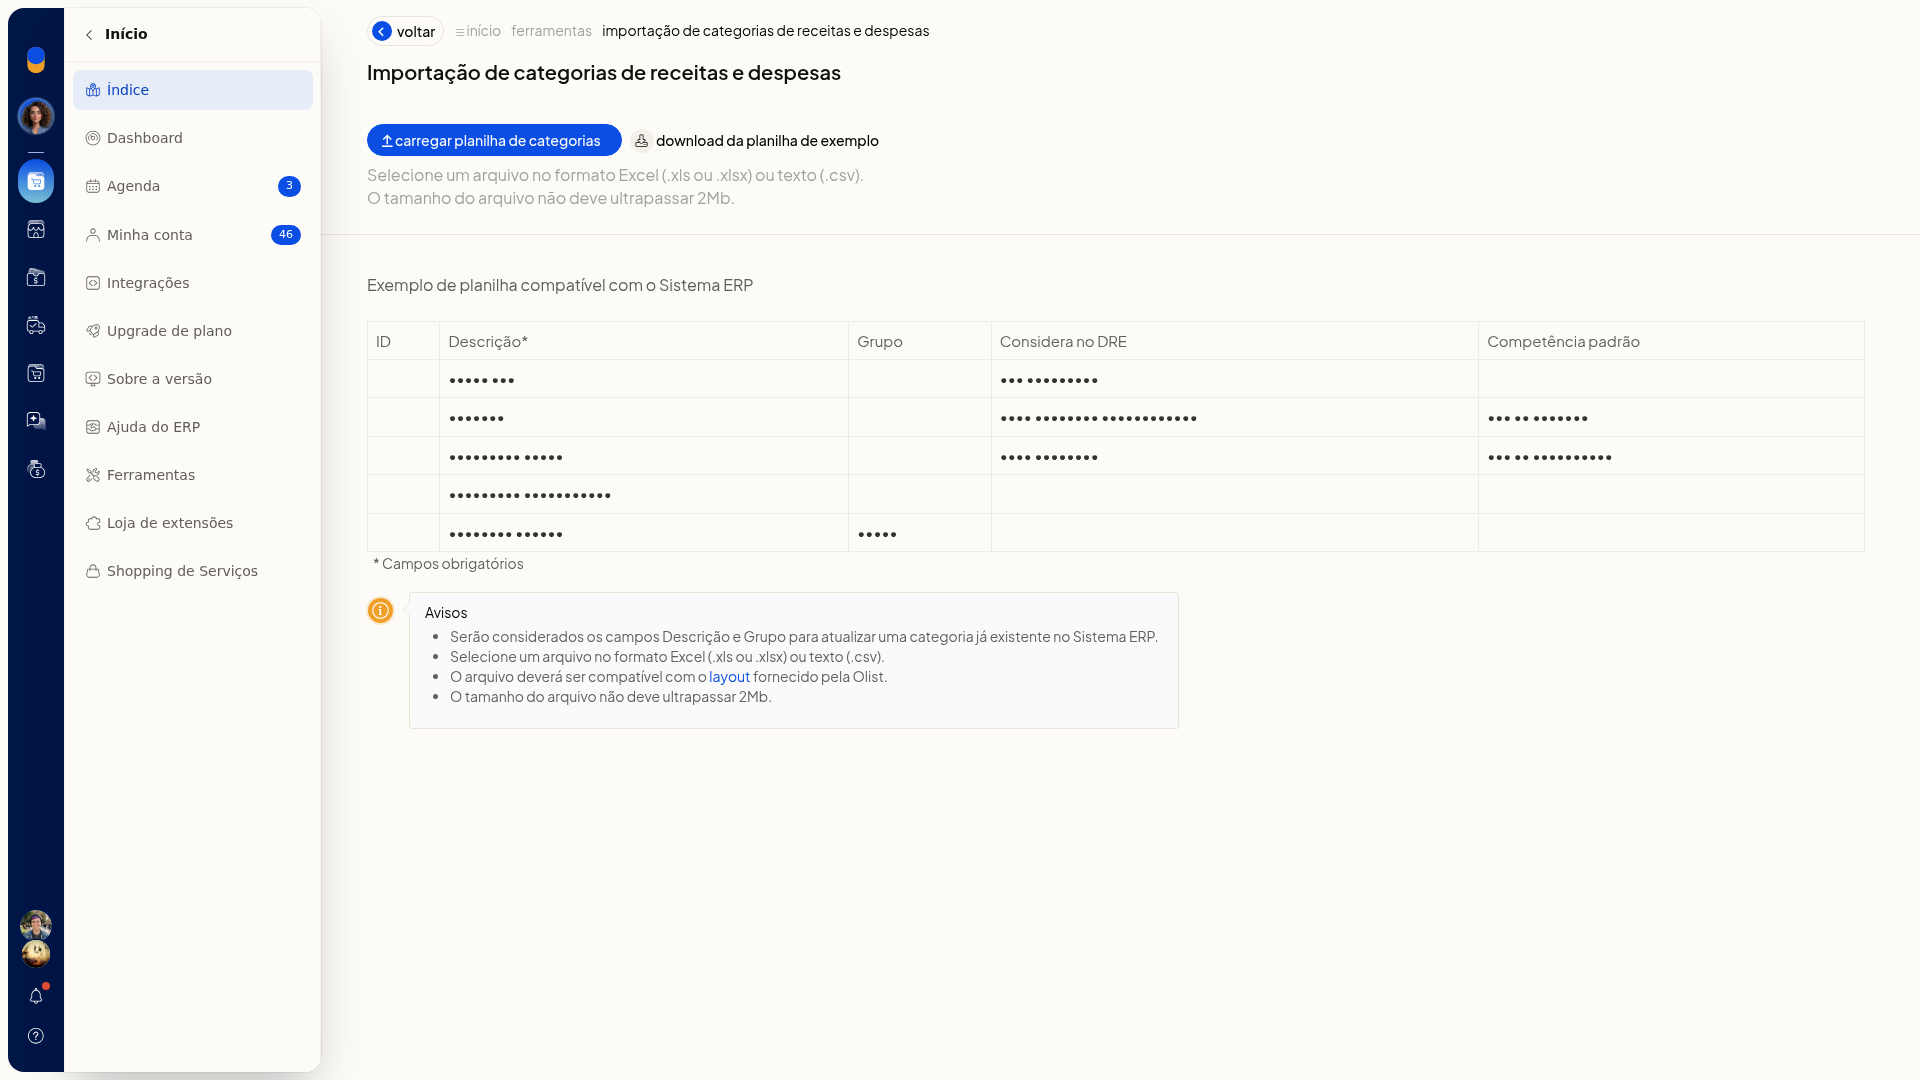 Início
Índice
Dashboard
Agenda 3
Minha conta 46
Integrações
Upgrade de plano
Sobre a versão
Ajuda do ERP
Ferramentas
Loja de extensões
Shopping de Serviços
voltar início ferramentas importação de categorias de receitas e despesas
Importação de categorias de receitas e despesas
carregar planilha de categorias download da planilha de exemplo
Selecione um arquivo no formato Excel (.xls ou .xlsx) ou texto (.csv).
O tamanho do arquivo não deve ultrapassar 2Mb.
Exemplo de planilha compatível com o Sistema ERP
ID Descrição* Grupo Considera no DRE Competência padrão
••••• ••• ••• •••••••••
••••••• •••• •••••••• •••••••••••• ••• •• •••••••
••••••••• ••••• •••• •••••••• ••• •• ••••••••••
••••••••• •••••••••••
•••••••• •••••• •••••
* Campos obrigatórios
Avisos
• Serão considerados os campos Descrição e Grupo para atualizar uma categoria já existente no Sistema ERP.
• Selecione um arquivo no formato Excel (.xls ou .xlsx) ou texto (.csv).
• O arquivo deverá ser compatível com o layout fornecido pela Olist.
• O tamanho do arquivo não deve ultrapassar 2Mb.